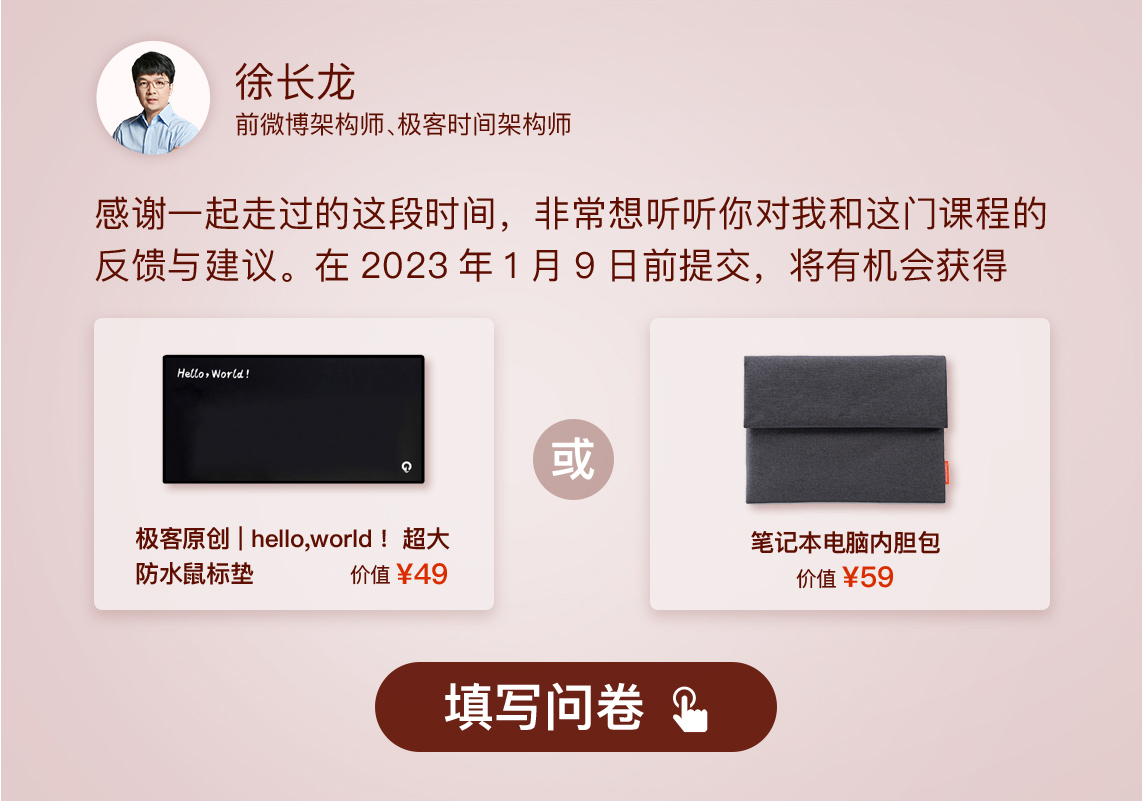 徐长龙
前微博架构师、极客时间架构师
感谢一起走过的这段时间，非常想听听你对我和这门课程的
反馈与建议。在 2023 年 1 月 9 日前提交，将有机会获得
Hello,World!
或
极客原创 | hello,world！超大
防水鼠标垫 价值 ¥49
笔记本电脑内胆包
价值 ¥59
填写问卷